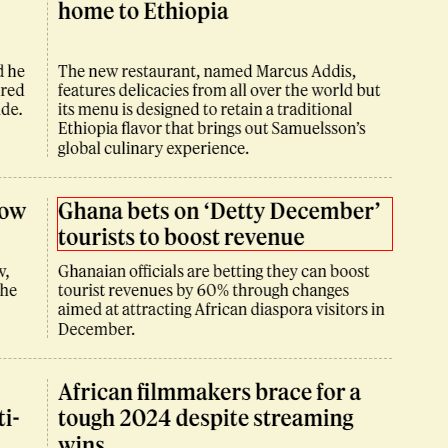 home to Ethiopia
d he
red
de.
The new restaurant, named Marcus Addis,
features delicacies from all over the world but
its menu is designed to retain a traditional
Ethiopia flavor that brings out Samuelsson's
global culinary experience.
ow
Ghana bets on ‘Detty December’
tourists to boost revenue
v,
he
Ghanaian officials are betting they can boost
tourist revenues by 60% through changes
aimed at attracting African diaspora visitors in
December.
ti-
African filmmakers brace for a
tough 2024 despite streaming
wins